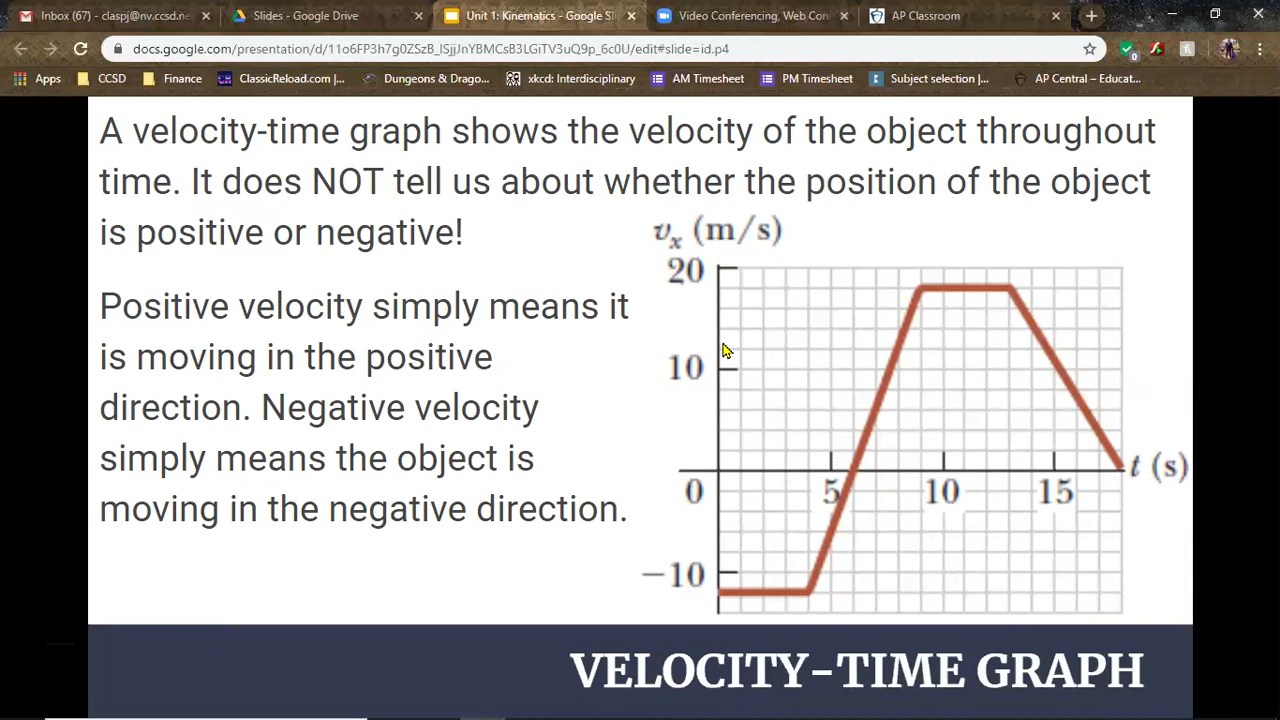 Inbox (67) - claspj@nv.ccsd.ne
Slides - Google Drive
Unit 1: Kinematics - Google Sl
Video Conferencing, Web Con
AP Classroom
docs.google.com/presentation/d/11o6FP3h7g0ZSzB_lSjjJnYBMCsB3LGiTV3uQ9p_6c0U/edit#slide=id.p4
Apps
CCSD
Finance
ClassicReload.com |...
Dungeons & Drago...
xkcd: Interdisciplinary
AM Timesheet
PM Timesheet
Subject selection |...
AP Central – Educat...
A velocity-time graph shows the velocity of the object throughout
time. It does NOT tell us about whether the position of the object
is positive or negative!
Positive velocity simply means it
is moving in the positive
direction. Negative velocity
simply means the object is
moving in the negative direction.
vx (m/s)
20
10
0
5
10
15
t (s)
−10
VELOCITY-TIME GRAPH